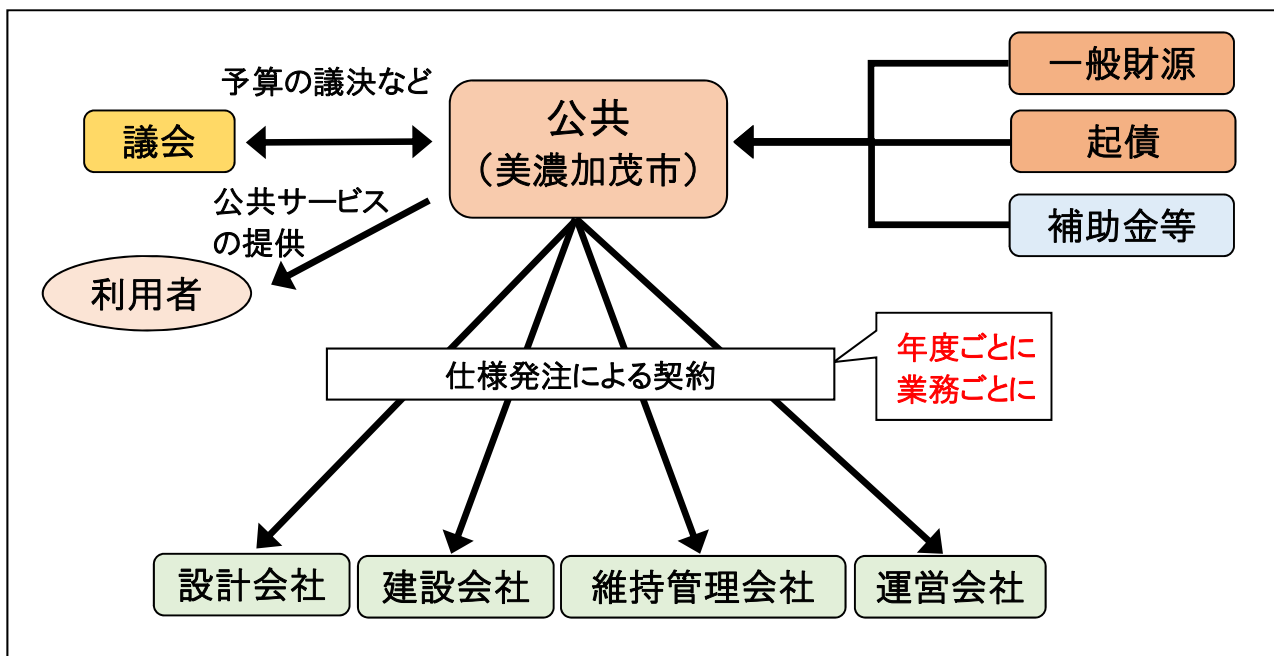 予算の議決など
議会
公共
（美濃加茂市）
一般財源
起債
補助金等
公共サービス
の提供
利用者
仕様発注による契約
年度ごとに
業務ごとに
設計会社
建設会社
維持管理会社
運営会社